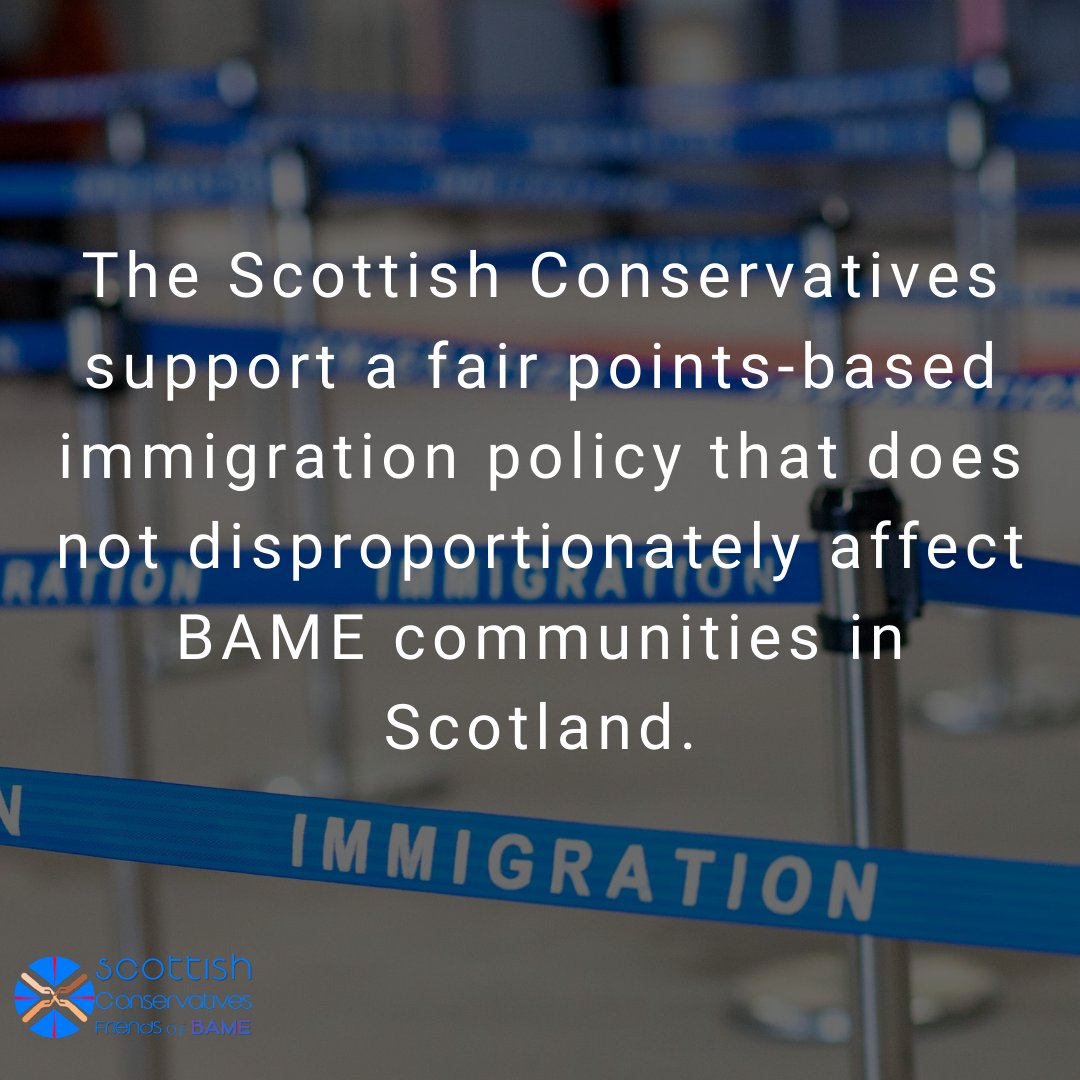 The Scottish Conservatives
support a fair points-based
immigration policy that does
not disproportionately affect
RATION IMMIGRATION
BAME communities in
Scotland.
N IMMIGRATION
Scottish
Conservatives
Friends OF BAME